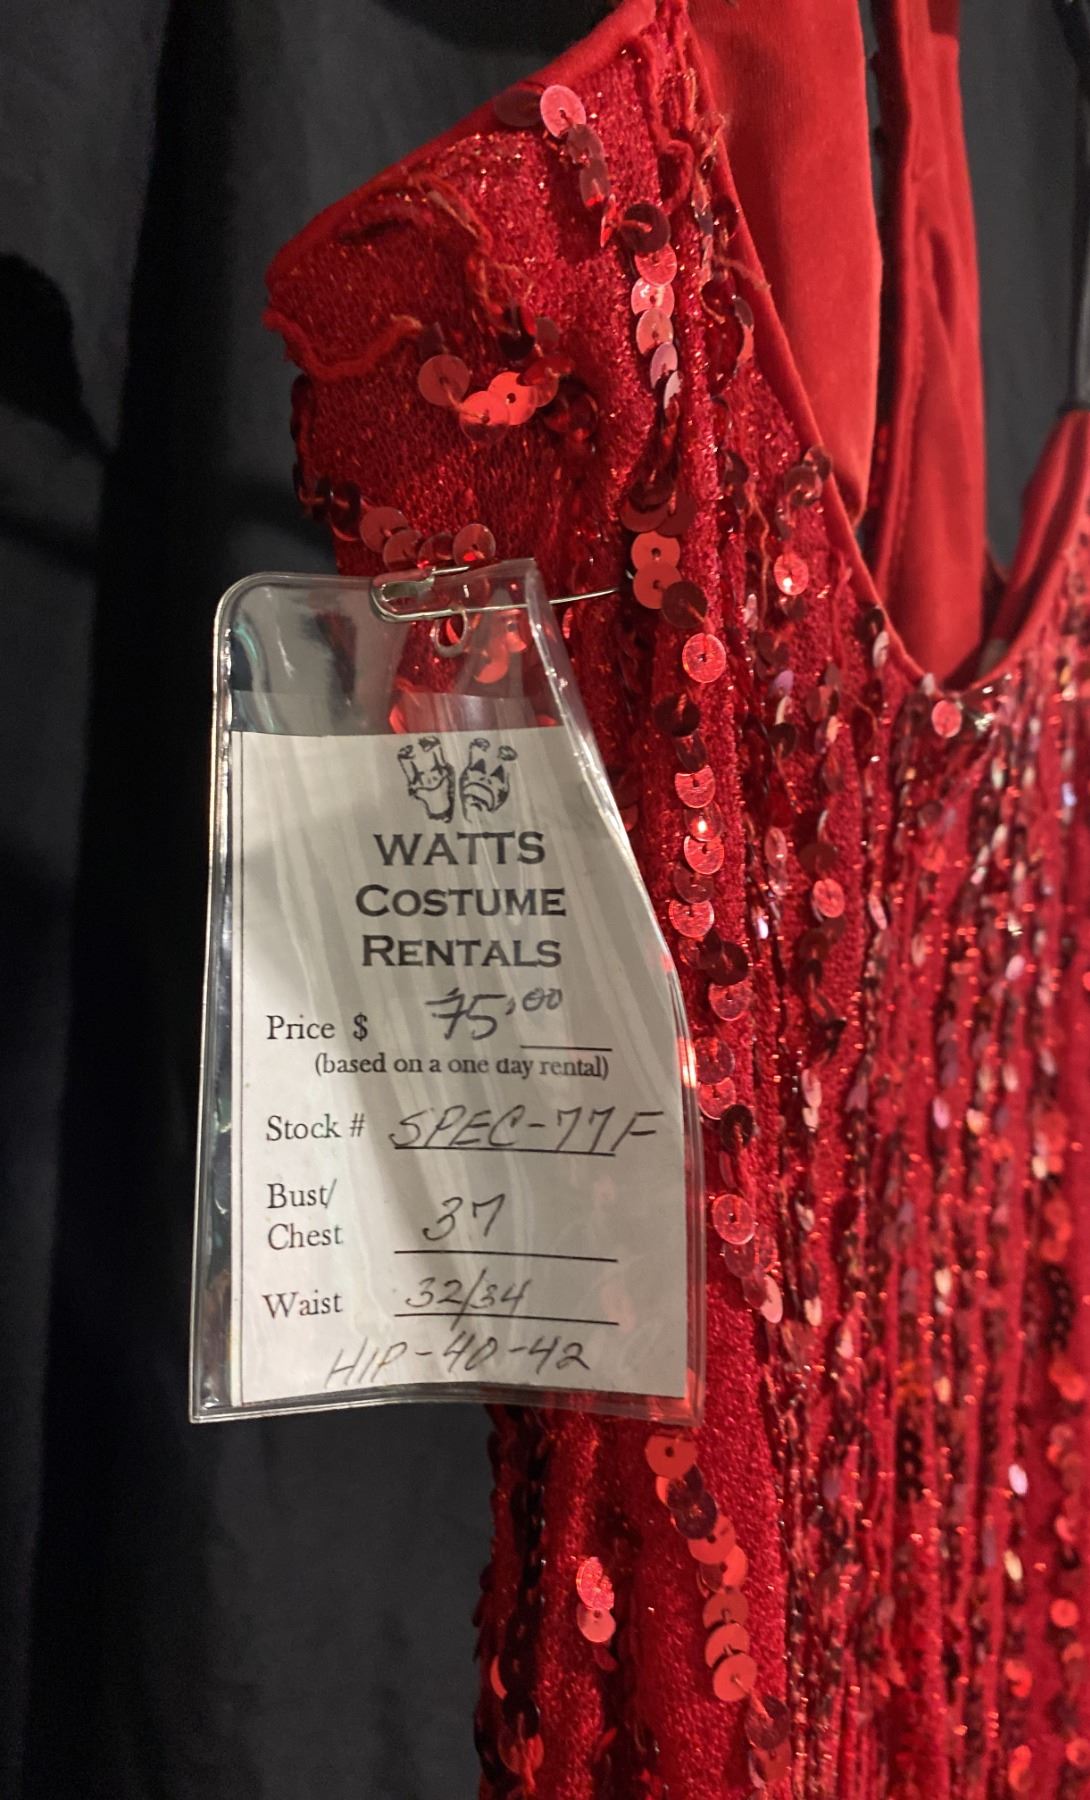 WATTS
COSTUME
RENTALS
Price $ 75.00
(based on a one day rental)
Stock # SPEC-77F
Bust/
Chest 37
Waist 32/34
HIP-40-42